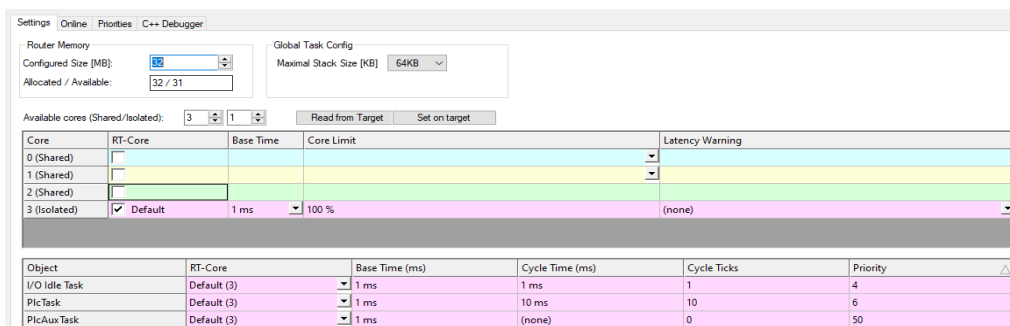 Settings Online Priorities C++ Debugger
Router Memory Global Task Config
Configured Size [MB]: 32 Maximal Stack Size [KB] 64KB
Allocated / Available: 32 / 31
Available cores (Shared/Isolated): 3 1 Read from Target Set on target
Core RT-Core Base Time Core Limit Latency Warning
0 (Shared)
1 (Shared)
2 (Shared)
3 (Isolated) Default 1 ms 100 % (none)
Object RT-Core Base Time (ms) Cycle Time (ms) Cycle Ticks Priority
I/O Idle Task Default (3) 1 ms 1 ms 1 4
PlcTask Default (3) 1 ms 10 ms 10 6
PlcAuxTask Default (3) 1 ms (none) 0 50